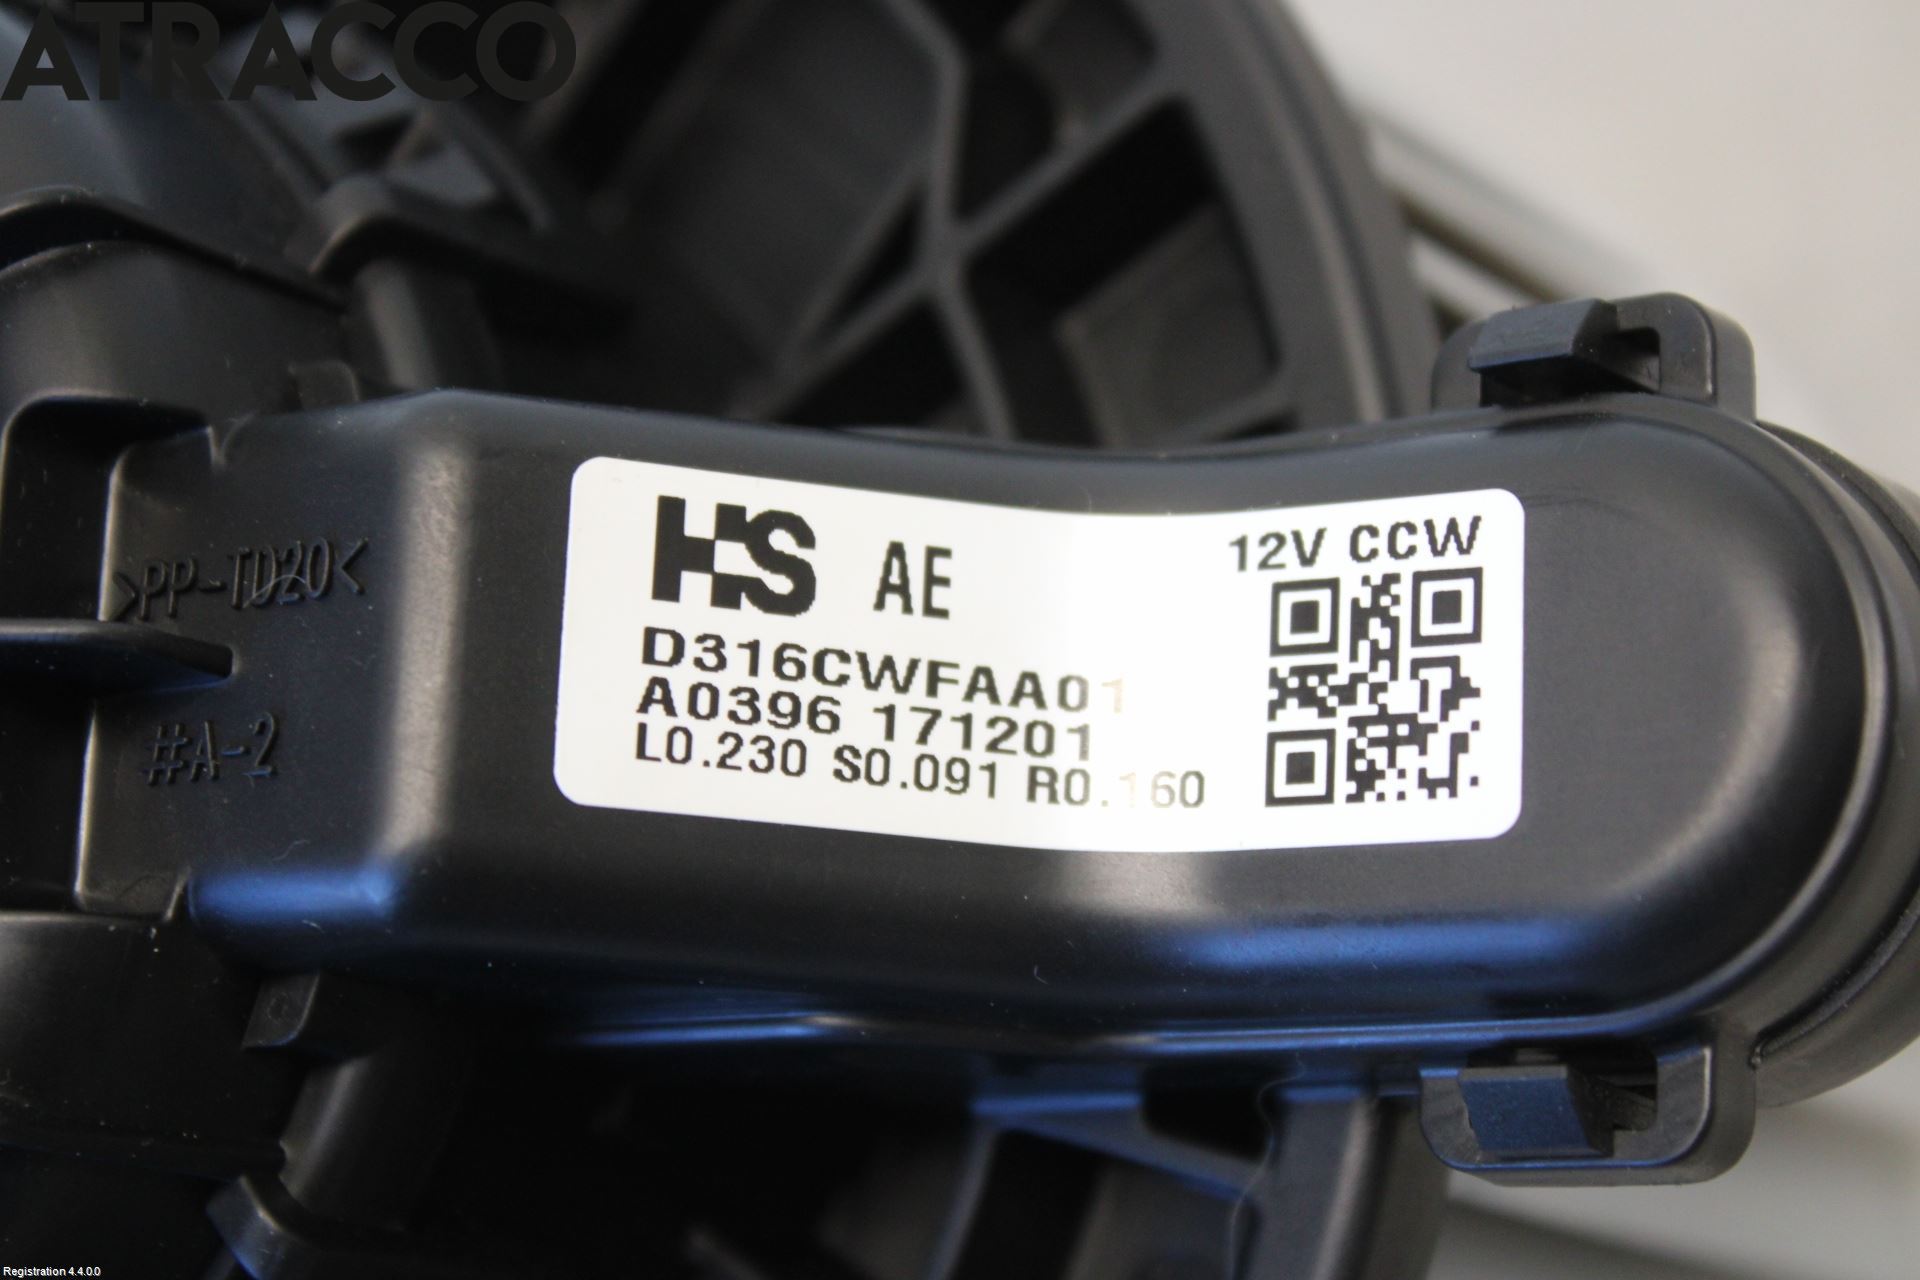 ATRACCO
HS AE
12V CCW
D316CWFAA01
A0396 171201
L0.230 S0.091 R0.160
>PP-TD20<
#A-2
Registration 4.4.0.0